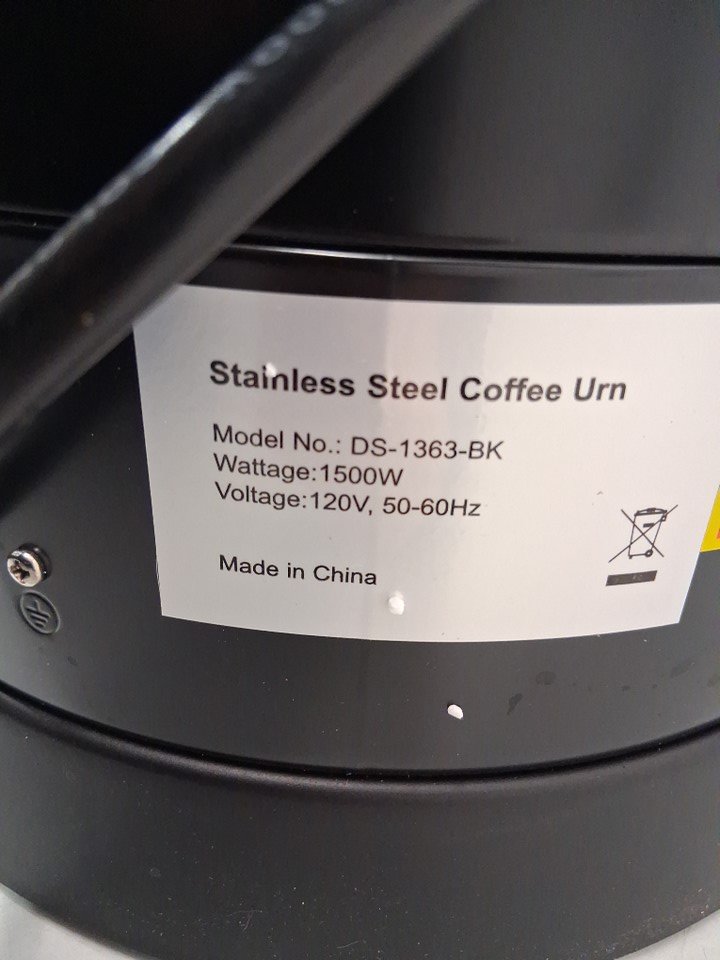 Stainless Steel Coffee Urn
Model No.: DS-1363-BK
Wattage:1500W
Voltage:120V, 50-60Hz
Made in China